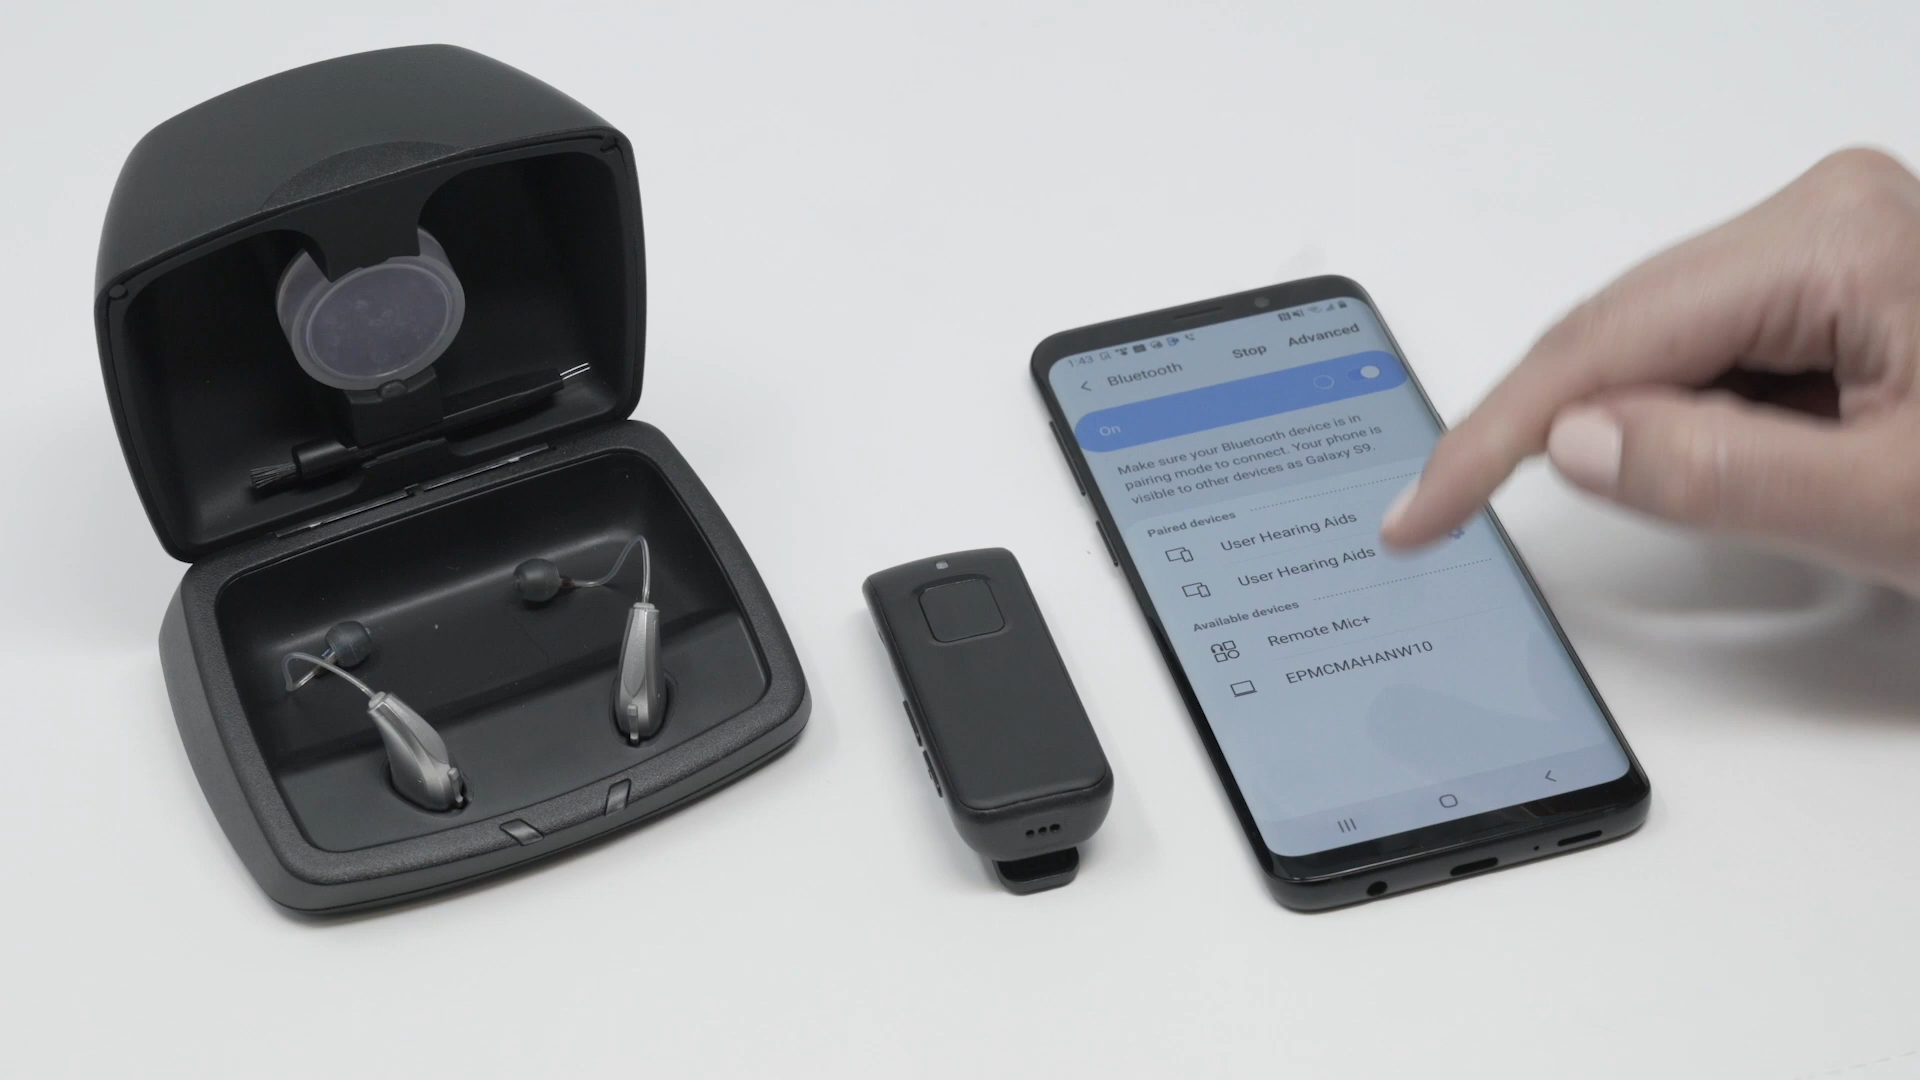 1:43
Bluetooth
Stop
Advanced
On
Make sure your Bluetooth device is in
pairing mode to connect. Your phone is
visible to other devices as Galaxy S9.
Paired devices
User Hearing Aids
User Hearing Aids
Available devices
Remote Mic+
EPMCMAHANW10